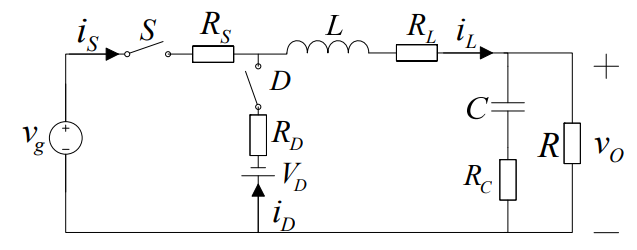 i_S S R_S L R_L i_L
D
v_g + − R_D C R v_O + −
V_D R_C
i_D